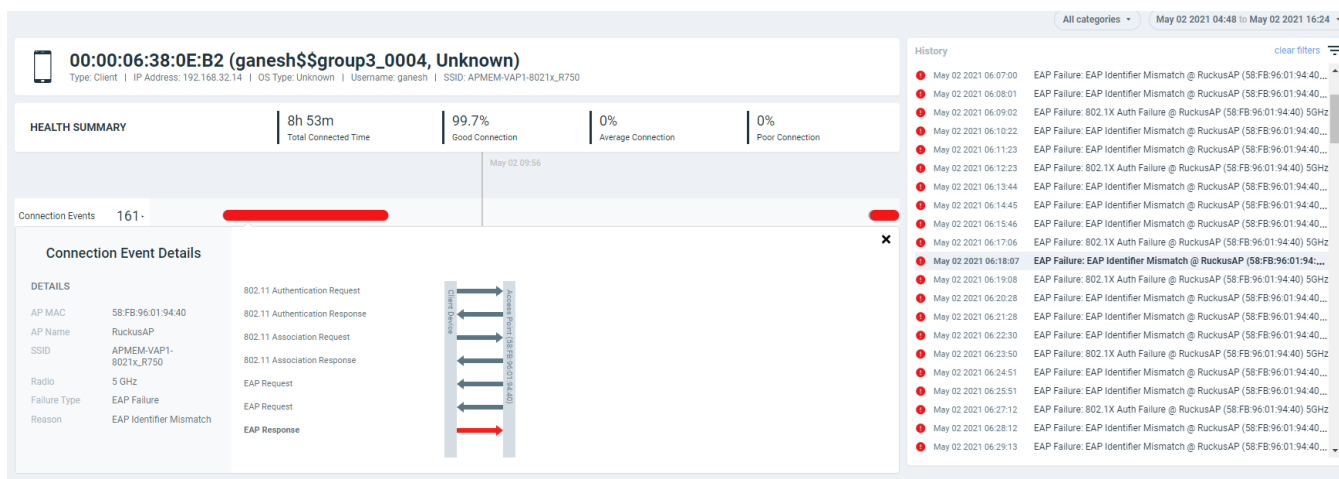 All categories May 02 2021 04:48 to May 02 2021 16:24
00:00:06:38:0E:B2 (ganesh$$group3_0004, Unknown)
Type: Client | IP Address: 192.168.32.14 | OS Type: Unknown | Username: ganesh | SSID: APMEM-VAP1-8021x_R750
HEALTH SUMMARY
8h 53m
Total Connected Time
99.7%
Good Connection
0%
Average Connection
0%
Poor Connection
May 02 09:56
Connection Events 161
Connection Event Details
DETAILS
AP MAC 58:FB:96:01:94:40
AP Name RuckusAP
SSID APMEM-VAP1-
8021x_R750
Radio 5 GHz
Failure Type EAP Failure
Reason EAP Identifier Mismatch
802.11 Authentication Request
802.11 Authentication Response
802.11 Association Request
802.11 Association Response
EAP Request
EAP Request
EAP Response
Client Device
Access Point (58:FB:96:01:94:40)
History clear filters
May 02 2021 06:07:00 EAP Failure: EAP Identifier Mismatch @ RuckusAP (58:FB:96:01:94:40...
May 02 2021 06:08:01 EAP Failure: EAP Identifier Mismatch @ RuckusAP (58:FB:96:01:94:40...
May 02 2021 06:09:02 EAP Failure: 802.1X Auth Failure @ RuckusAP (58:FB:96:01:94:40) 5GHz
May 02 2021 06:10:22 EAP Failure: EAP Identifier Mismatch @ RuckusAP (58:FB:96:01:94:40...
May 02 2021 06:11:23 EAP Failure: EAP Identifier Mismatch @ RuckusAP (58:FB:96:01:94:40...
May 02 2021 06:12:23 EAP Failure: 802.1X Auth Failure @ RuckusAP (58:FB:96:01:94:40) 5GHz
May 02 2021 06:13:44 EAP Failure: EAP Identifier Mismatch @ RuckusAP (58:FB:96:01:94:40...
May 02 2021 06:14:45 EAP Failure: EAP Identifier Mismatch @ RuckusAP (58:FB:96:01:94:40...
May 02 2021 06:15:46 EAP Failure: EAP Identifier Mismatch @ RuckusAP (58:FB:96:01:94:40...
May 02 2021 06:17:06 EAP Failure: 802.1X Auth Failure @ RuckusAP (58:FB:96:01:94:40) 5GHz
May 02 2021 06:18:07 EAP Failure: EAP Identifier Mismatch @ RuckusAP (58:FB:96:01:94:...
May 02 2021 06:19:08 EAP Failure: 802.1X Auth Failure @ RuckusAP (58:FB:96:01:94:40) 5GHz
May 02 2021 06:20:28 EAP Failure: EAP Identifier Mismatch @ RuckusAP (58:FB:96:01:94:40...
May 02 2021 06:21:28 EAP Failure: EAP Identifier Mismatch @ RuckusAP (58:FB:96:01:94:40...
May 02 2021 06:22:30 EAP Failure: EAP Identifier Mismatch @ RuckusAP (58:FB:96:01:94:40...
May 02 2021 06:23:50 EAP Failure: 802.1X Auth Failure @ RuckusAP (58:FB:96:01:94:40) 5GHz
May 02 2021 06:24:51 EAP Failure: EAP Identifier Mismatch @ RuckusAP (58:FB:96:01:94:40...
May 02 2021 06:25:51 EAP Failure: EAP Identifier Mismatch @ RuckusAP (58:FB:96:01:94:40...
May 02 2021 06:27:12 EAP Failure: 802.1X Auth Failure @ RuckusAP (58:FB:96:01:94:40) 5GHz
May 02 2021 06:28:12 EAP Failure: EAP Identifier Mismatch @ RuckusAP (58:FB:96:01:94:40...
May 02 2021 06:29:13 EAP Failure: EAP Identifier Mismatch @ RuckusAP (58:FB:96:01:94:40...